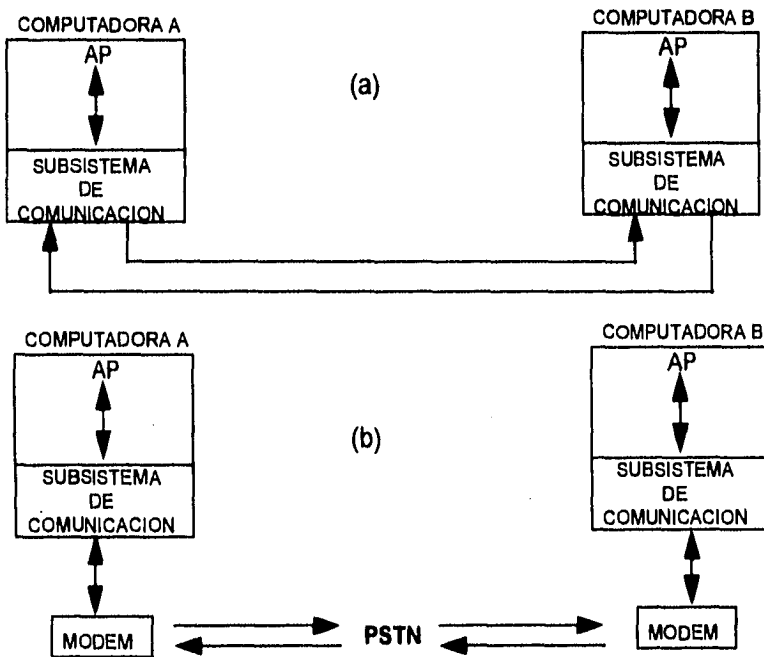 COMPUTADORA A
COMPUTADORA B
AP
AP
(a)
SUBSISTEMA
DE
COMUNICACION
SUBSISTEMA
DE
COMUNICACION
COMPUTADORA A
COMPUTADORA B
AP
AP
(b)
SUBSISTEMA
DE
COMUNICACION
SUBSISTEMA
DE
COMUNICACION
MODEM
PSTN
MODEM